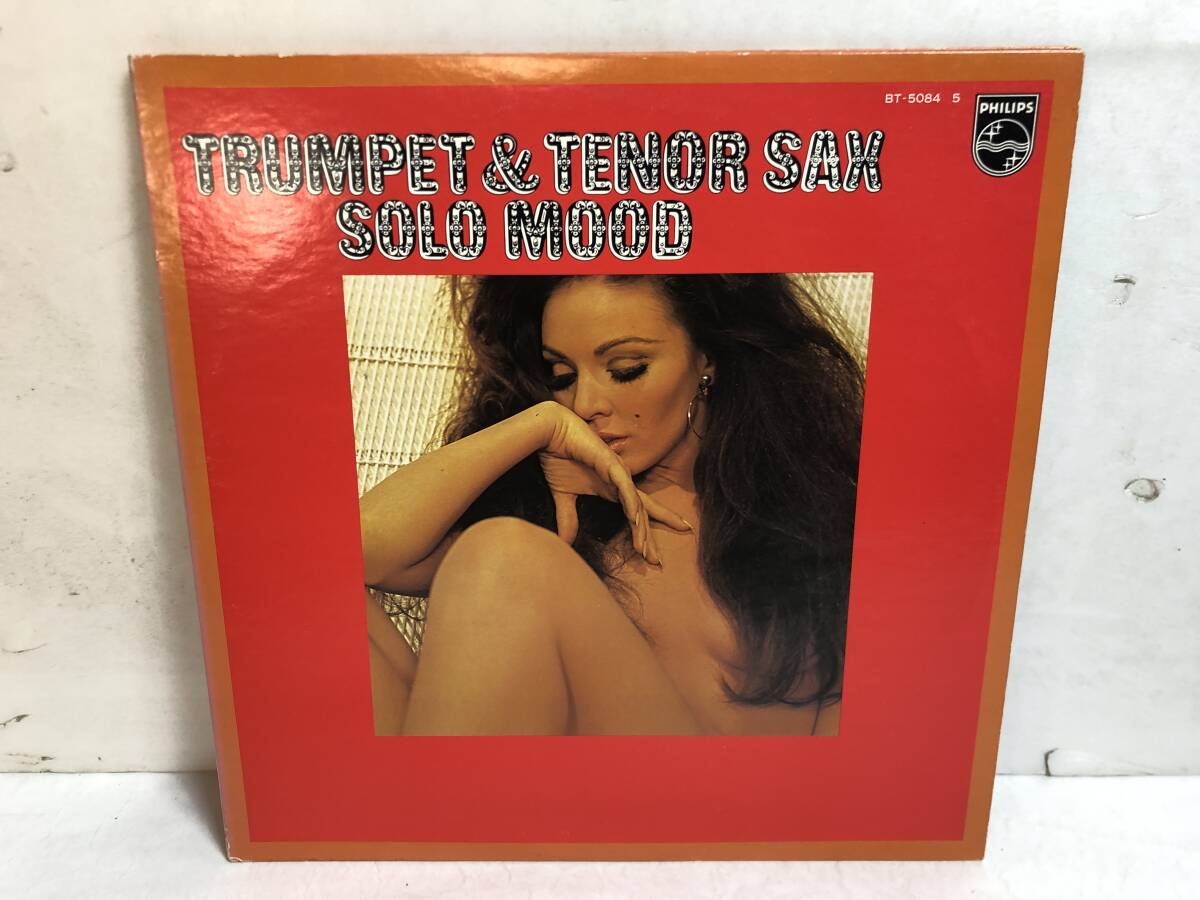 BT-5084 5
PHILIPS
TRUMPET & TENOR SAX
SOLO MOOD